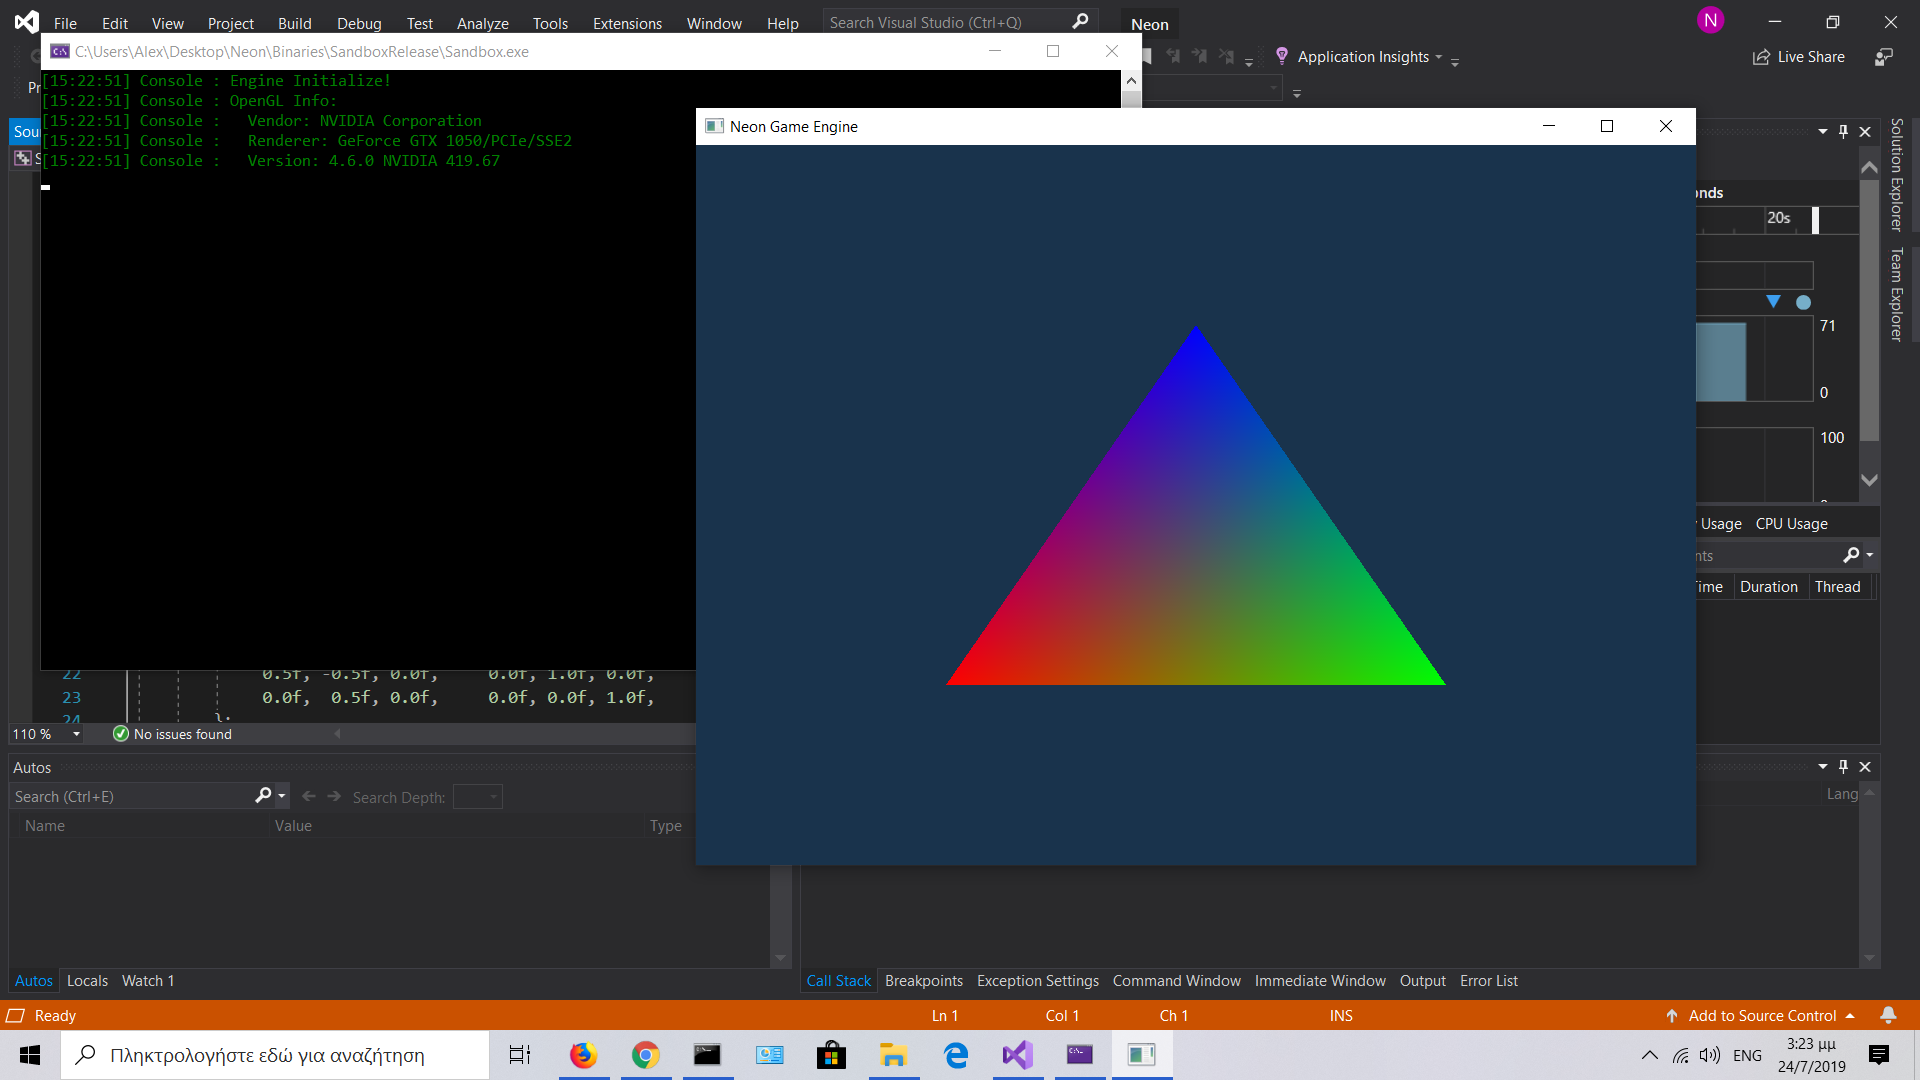 File Edit View Project Build Debug Test Analyze Tools Extensions Window Help Search Visual Studio (Ctrl+Q) Neon N
C:\Users\Alex\Desktop\Neon\Binaries\SandboxRelease\Sandbox.exe
Application Insights Live Share
[15:22:51] Console : Engine Initialize!
[15:22:51] Console : OpenGL Info:
[15:22:51] Console :   Vendor: NVIDIA Corporation
[15:22:51] Console :   Renderer: GeForce GTX 1050/PCIe/SSE2
[15:22:51] Console :   Version: 4.6.0 NVIDIA 419.67
Neon Game Engine
Solution Explorer
Team Explorer
20s
71
0
100
Usage CPU Usage
Duration Thread
22 0.5f, -0.5f, 0.0f, 0.0f, 1.0f, 0.0f,
23 0.0f, 0.5f, 0.0f, 0.0f, 0.0f, 1.0f,
24 };
110 % No issues found
Autos
Search (Ctrl+E) Search Depth:
Name Value Type
Lang
Autos Locals Watch 1
Call Stack Breakpoints Exception Settings Command Window Immediate Window Output Error List
Ready Ln 1 Col 1 Ch 1 INS Add to Source Control
Πληκτρολογήστε εδώ για αναζήτηση
ENG
3:23 μμ
24/7/2019